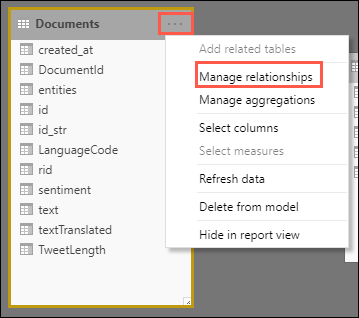 Documents
created_at
DocumentId
entities
id
id_str
LanguageCode
rid
sentiment
text
textTranslated
TweetLength
Add related tables
Manage relationships
Manage aggregations
Select columns
Select measures
Refresh data
Delete from model
Hide in report view